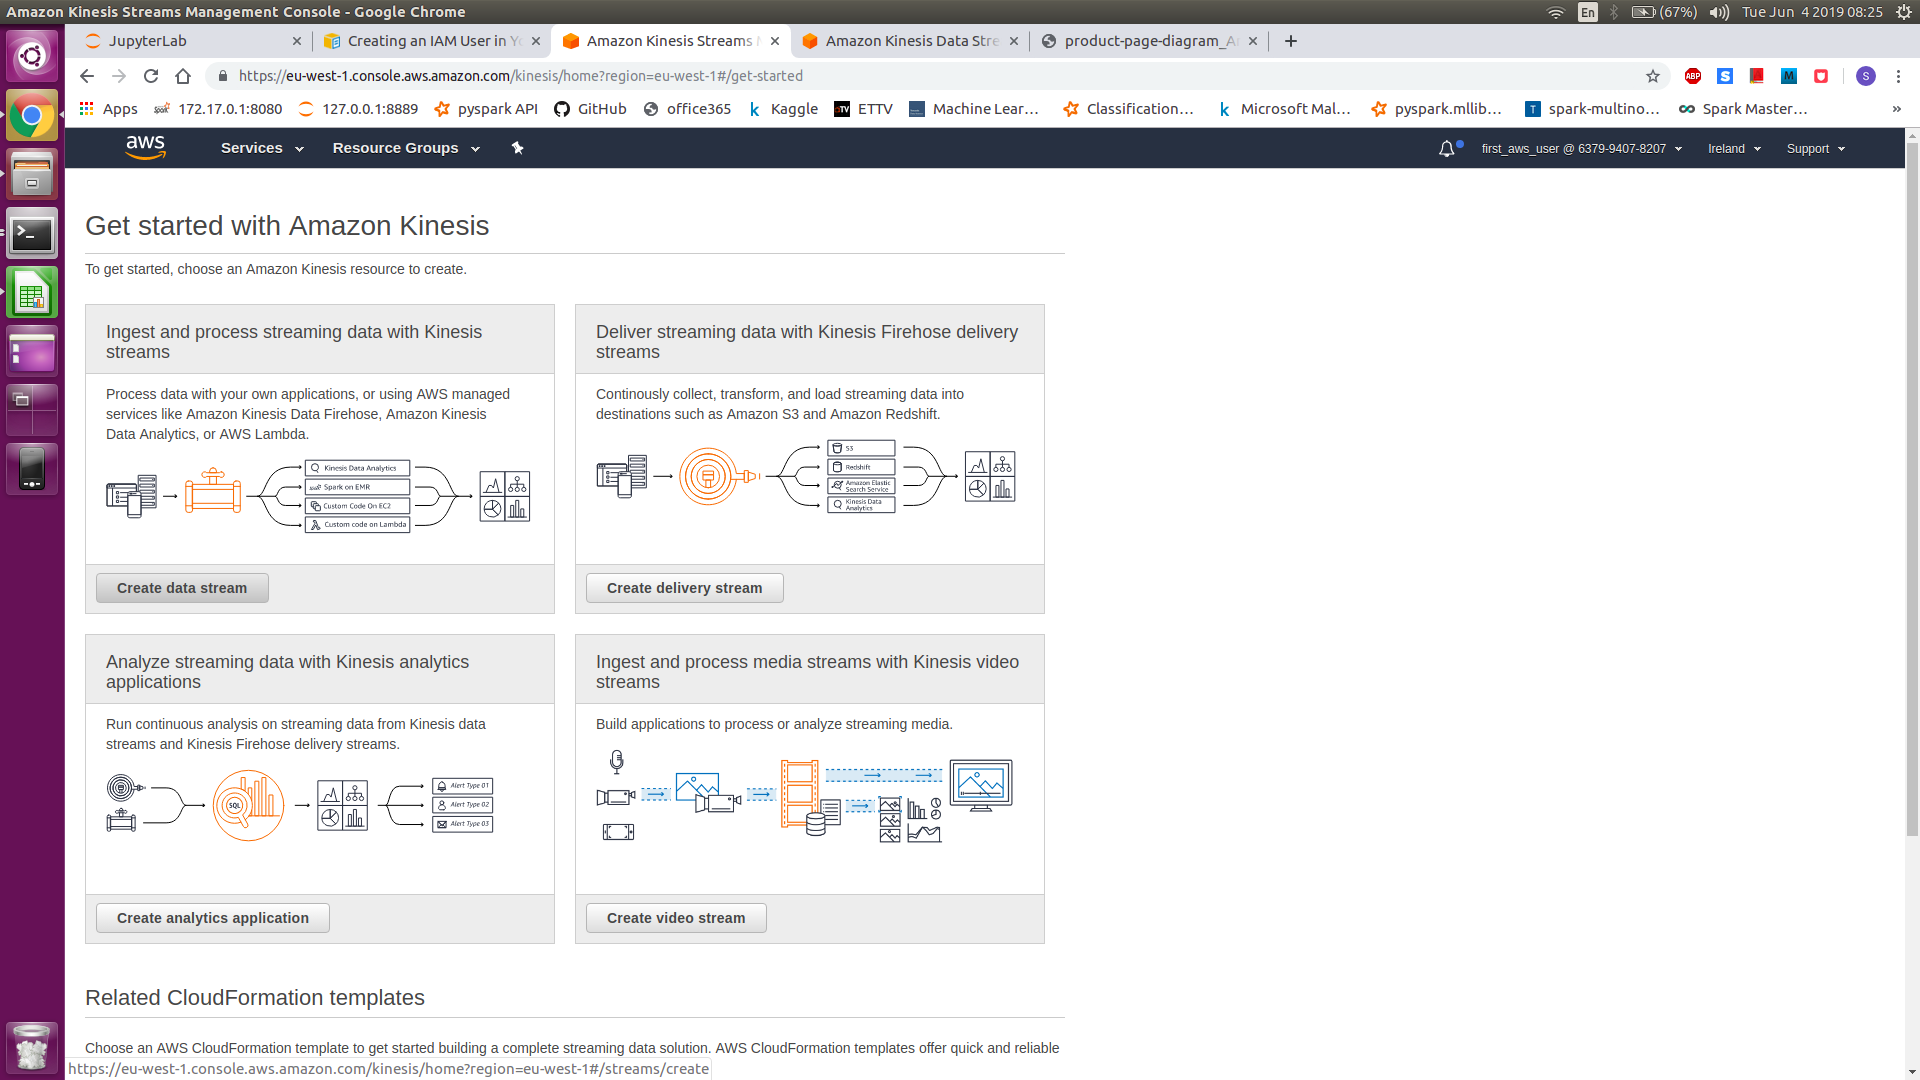 Amazon Kinesis Streams Management Console - Google Chrome
En
(67%)
Tue Jun 4 2019 08:25
JupyterLab
Creating an IAM User in Yo
Amazon Kinesis Streams M
Amazon Kinesis Data Stre
product-page-diagram_A
https://eu-west-1.console.aws.amazon.com/kinesis/home?region=eu-west-1#/get-started
ABP
S
M
S
Apps
172.17.0.1:8080
127.0.0.1:8889
pyspark API
GitHub
office365
Kaggle
ETTV
Machine Lear...
Classification...
Microsoft Mal...
pyspark.mllib...
spark-multino...
Spark Master...
aws
Services
Resource Groups
first_aws_user @ 6379-9407-8207
Ireland
Support
Get started with Amazon Kinesis
To get started, choose an Amazon Kinesis resource to create.
Ingest and process streaming data with Kinesis
streams
Process data with your own applications, or using AWS managed
services like Amazon Kinesis Data Firehose, Amazon Kinesis
Data Analytics, or AWS Lambda.
Kinesis Data Analytics
Spark on EMR
Custom Code On EC2
Custom code on Lambda
Create data stream
Deliver streaming data with Kinesis Firehose delivery
streams
Continously collect, transform, and load streaming data into
destinations such as Amazon S3 and Amazon Redshift.
S3
Redshift
Amazon Elastic
Search Service
Kinesis Data
Analytics
Create delivery stream
Analyze streaming data with Kinesis analytics
applications
Run continuous analysis on streaming data from Kinesis data
streams and Kinesis Firehose delivery streams.
SQL
Alert Type 01
Alert Type 02
Alert Type 03
Create analytics application
Ingest and process media streams with Kinesis video
streams
Build applications to process or analyze streaming media.
Create video stream
Related CloudFormation templates
Choose an AWS CloudFormation template to get started building a complete streaming data solution. AWS CloudFormation templates offer quick and reliable
https://eu-west-1.console.aws.amazon.com/kinesis/home?region=eu-west-1#/streams/create